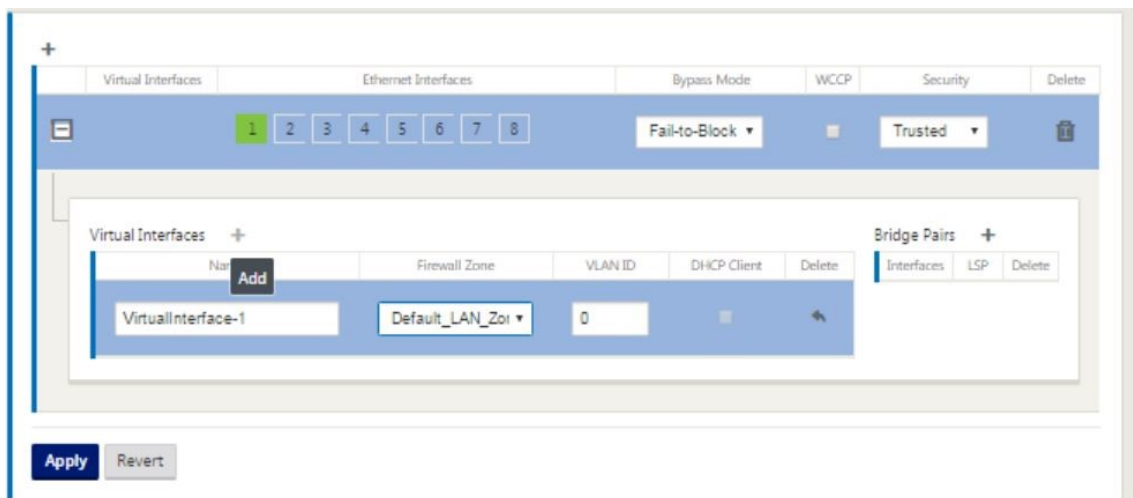 +
Virtual Interfaces Ethernet Interfaces Bypass Mode WCCP Security Delete
1 2 3 4 5 6 7 8 Fail-to-Block Trusted
Virtual Interfaces + Bridge Pairs +
Firewall Zone VLAN ID DHCP Client Delete Interfaces LSP Delete
Add
VirtualInterface-1 Default_LAN_Zon 0
Apply Revert